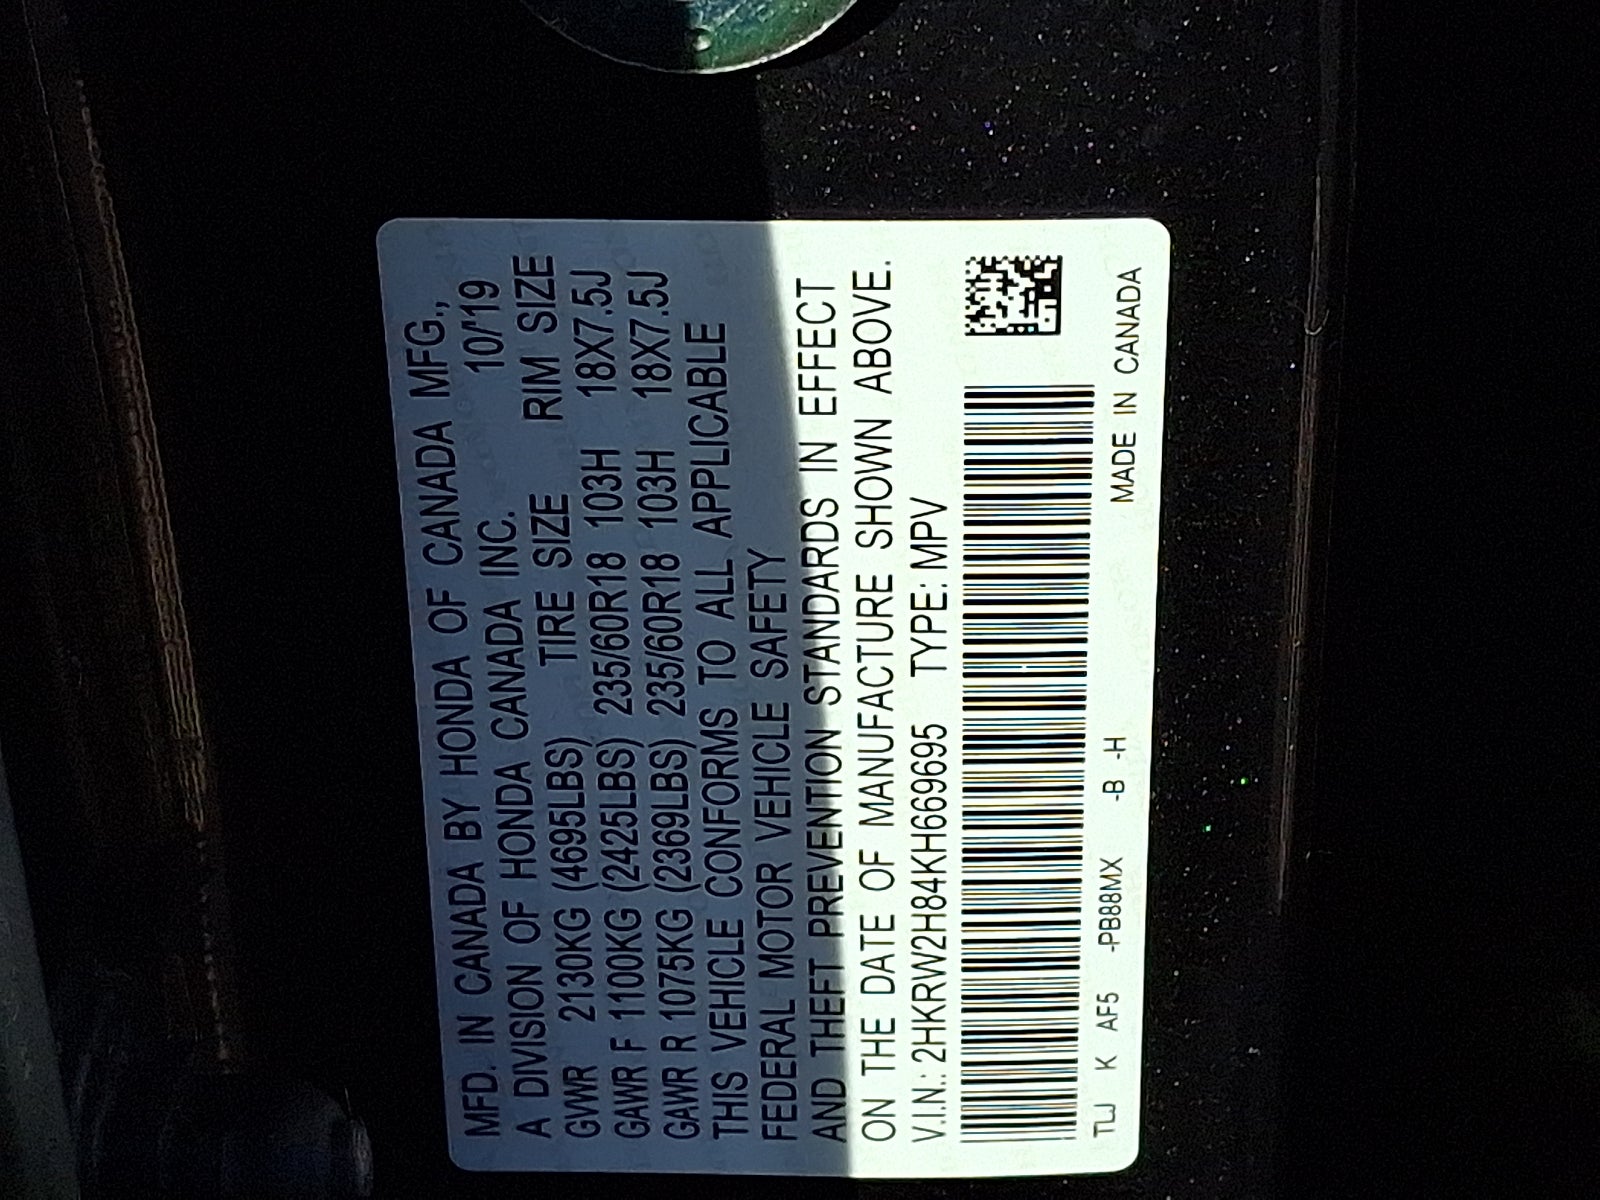 MFD. IN CANADA BY HONDA OF CANADA MFG.,
A DIVISION OF HONDA CANADA INC. 10/'19
GVWR 2130KG (4695LBS) TIRE SIZE RIM SIZE
GAWR F 1100KG (2425LBS) 235/60R18 103H 18X7.5J
GAWR R 1075KG (2369LBS) 235/60R18 103H 18X7.5J
THIS VEHICLE CONFORMS TO ALL APPLICABLE
FEDERAL MOTOR VEHICLE SAFETY
AND THEFT PREVENTION STANDARDS IN EFFECT
ON THE DATE OF MANUFACTURE SHOWN ABOVE.
V.I.N.: 2HKRW2H84KH669695 TYPE: MPV
TLJ K AF5 -PB88MX -B -H MADE IN CANADA